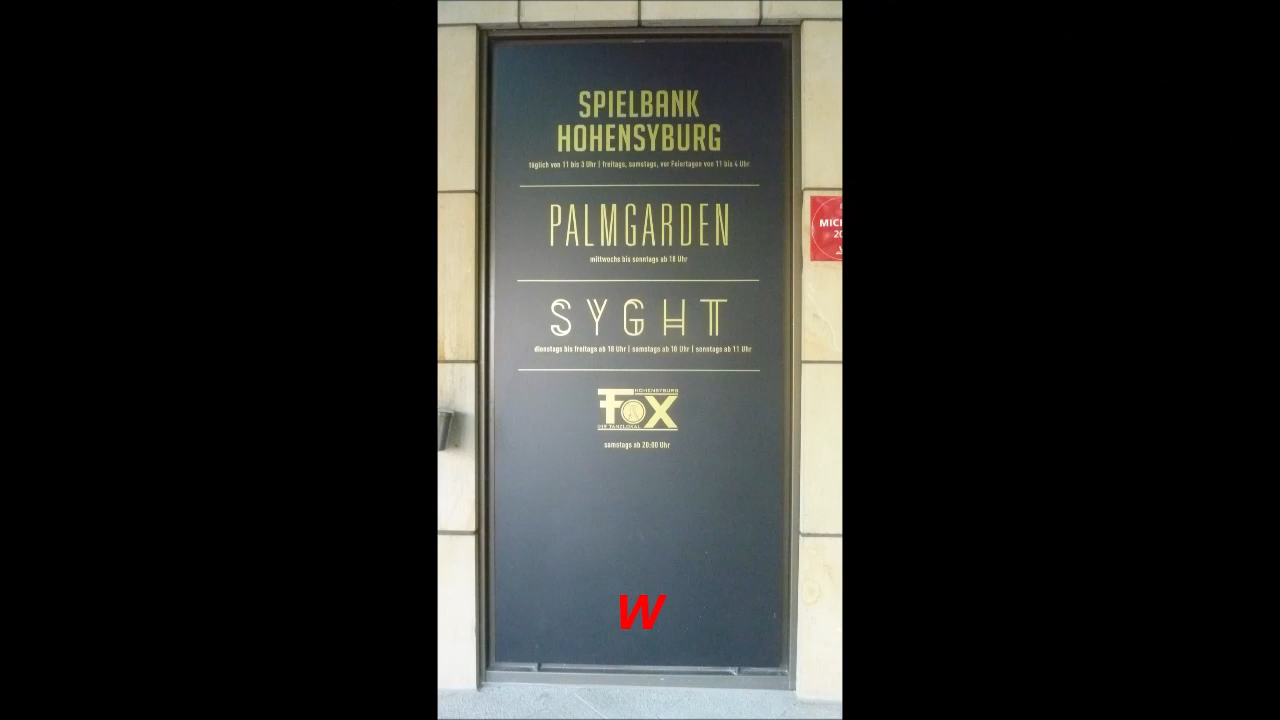 SPIELBANK
HOHENSYBURG
täglich von 11 bis 3 Uhr | freitags, samstags, vor Feiertagen von 11 bis 4 Uhr
PALMGARDEN
mittwochs bis sonntags ab 18 Uhr
SYGHT
dienstags bis freitags ab 18 Uhr | samstags ab 18 Uhr | sonntags ab 11 Uhr
HOHENSYBURG
FOX
DIE TANZLOKAL
samstags ab 20:00 Uhr
W